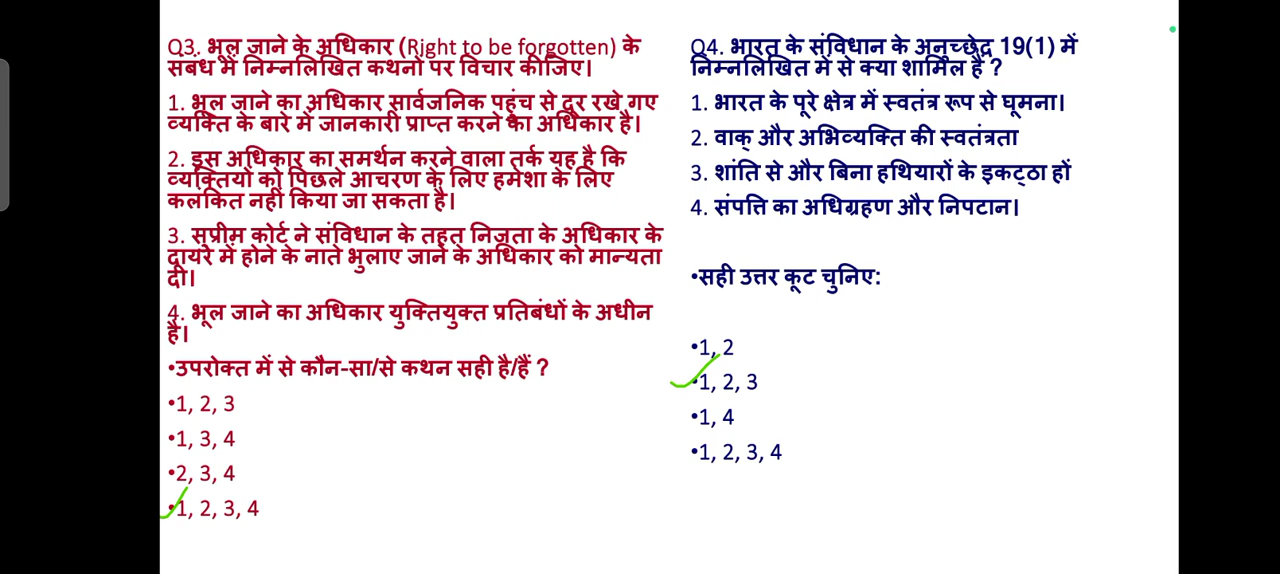 Q3. भूल जाने के अधिकार (Right to be forgotten) के
संबंध में निम्नलिखित कथनों पर विचार कीजिए।
1. भूल जाने का अधिकार सार्वजनिक पहुंच से दूर रखे गए
व्यक्ति के बारे में जानकारी प्राप्त करने का अधिकार है।
2. इस अधिकार का समर्थन करने वाला तर्क यह है कि
व्यक्तियों को पिछले आचरण के लिए हमेशा के लिए
कलंकित नहीं किया जा सकता है।
3. सुप्रीम कोर्ट ने संविधान के तहत निजता के अधिकार के
दायरे में होने के नाते भुलाए जाने के अधिकार को मान्यता
दी।
4. भूल जाने का अधिकार युक्तियुक्त प्रतिबंधों के अधीन
है।
•उपरोक्त में से कौन-सा/से कथन सही है/हैं ?
•1, 2, 3
•1, 3, 4
•2, 3, 4
•1, 2, 3, 4
Q4. भारत के संविधान के अनुच्छेद 19(1) में
निम्नलिखित में से क्या शामिल है ?
1. भारत के पूरे क्षेत्र में स्वतंत्र रूप से घूमना।
2. वाक् और अभिव्यक्ति की स्वतंत्रता
3. शांति से और बिना हथियारों के इकट्ठा हों
4. संपत्ति का अधिग्रहण और निपटान।
•सही उत्तर कूट चुनिए:
•1, 2
•1, 2, 3
•1, 4
•1, 2, 3, 4